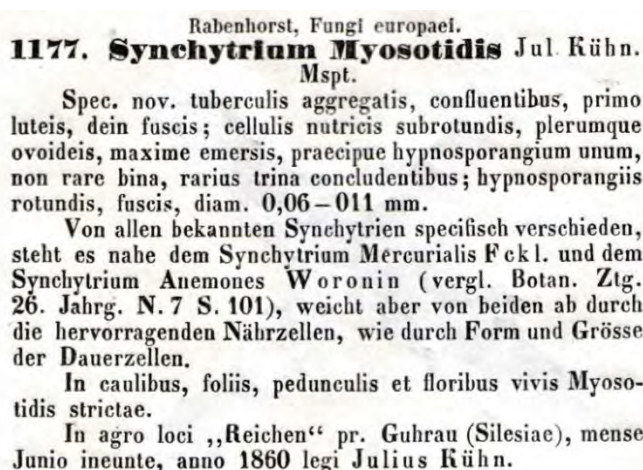 Rabenhorst, Fungi europaei.
1177. Synchytrium Myosotidis Jul. Kühn.
Mspt.
Spec. nov. tuberculis aggregatis, confluentibus, primo
luteis, dein fuscis; cellulis nutricis subrotundis, plerumque
ovoideis, maxime emersis, praecipue hypnosporangium unum,
non rare bina, rarius trina concludentibus; hypnosporangiis
rotundis, fuscis, diam. 0,06–011 mm.
Von allen bekannten Synchytrien specifisch verschieden,
steht es nahe dem Synchytrium Mercurialis Fckl. und dem
Synchytrium Anemones Woronin (vergl. Botan. Ztg.
26. Jahrg. N. 7 S. 101), weicht aber von beiden ab durch
die hervorragenden Nährzellen, wie durch Form und Grösse
der Dauerzellen.
In caulibus, foliis, pedunculis et floribus vivis Myoso-
tidis strictae.
In agro loci „Reichen“ pr. Guhrau (Silesiae), mense
Junio ineunte, anno 1860 legi Julius Kühn.